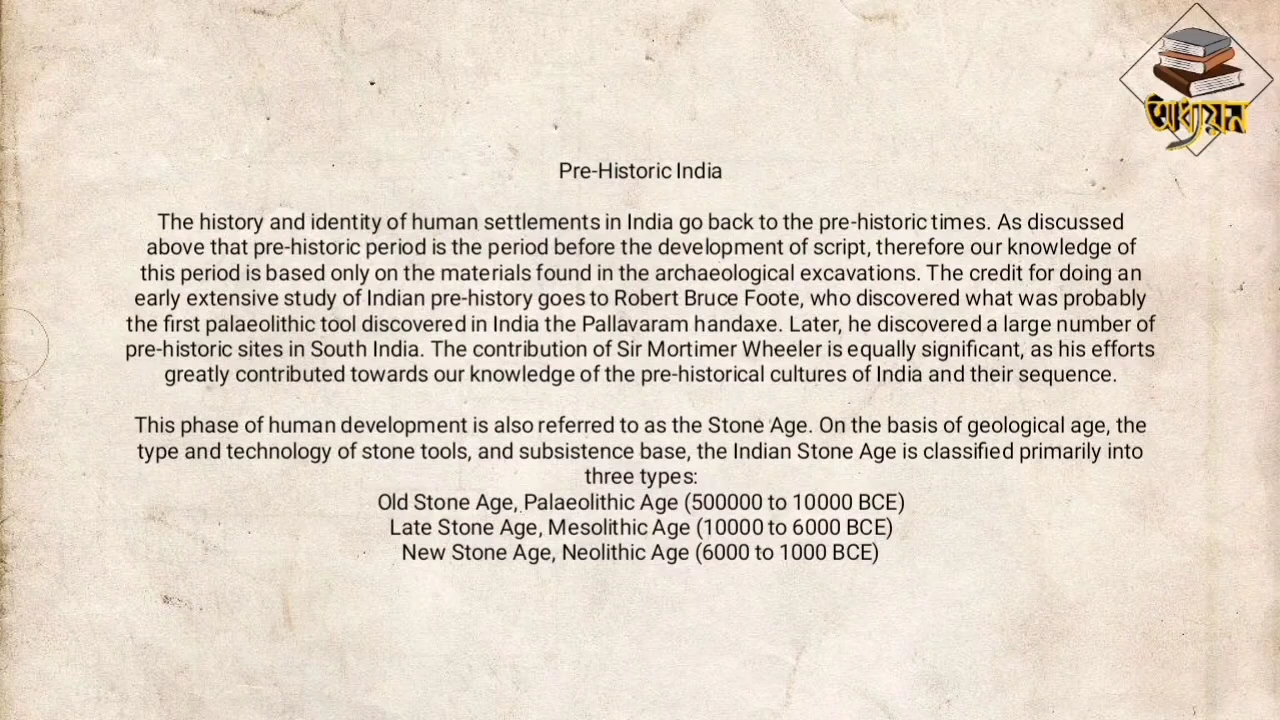 অধ্যয়ন
Pre-Historic India
The history and identity of human settlements in India go back to the pre-historic times. As discussed
above that pre-historic period is the period before the development of script, therefore our knowledge of
this period is based only on the materials found in the archaeological excavations. The credit for doing an
early extensive study of Indian pre-history goes to Robert Bruce Foote, who discovered what was probably
the first palaeolithic tool discovered in India the Pallavaram handaxe. Later, he discovered a large number of
pre-historic sites in South India. The contribution of Sir Mortimer Wheeler is equally significant, as his efforts
greatly contributed towards our knowledge of the pre-historical cultures of India and their sequence.
This phase of human development is also referred to as the Stone Age. On the basis of geological age, the
type and technology of stone tools, and subsistence base, the Indian Stone Age is classified primarily into
three types:
Old Stone Age, Palaeolithic Age (500000 to 10000 BCE)
Late Stone Age, Mesolithic Age (10000 to 6000 BCE)
New Stone Age, Neolithic Age (6000 to 1000 BCE)